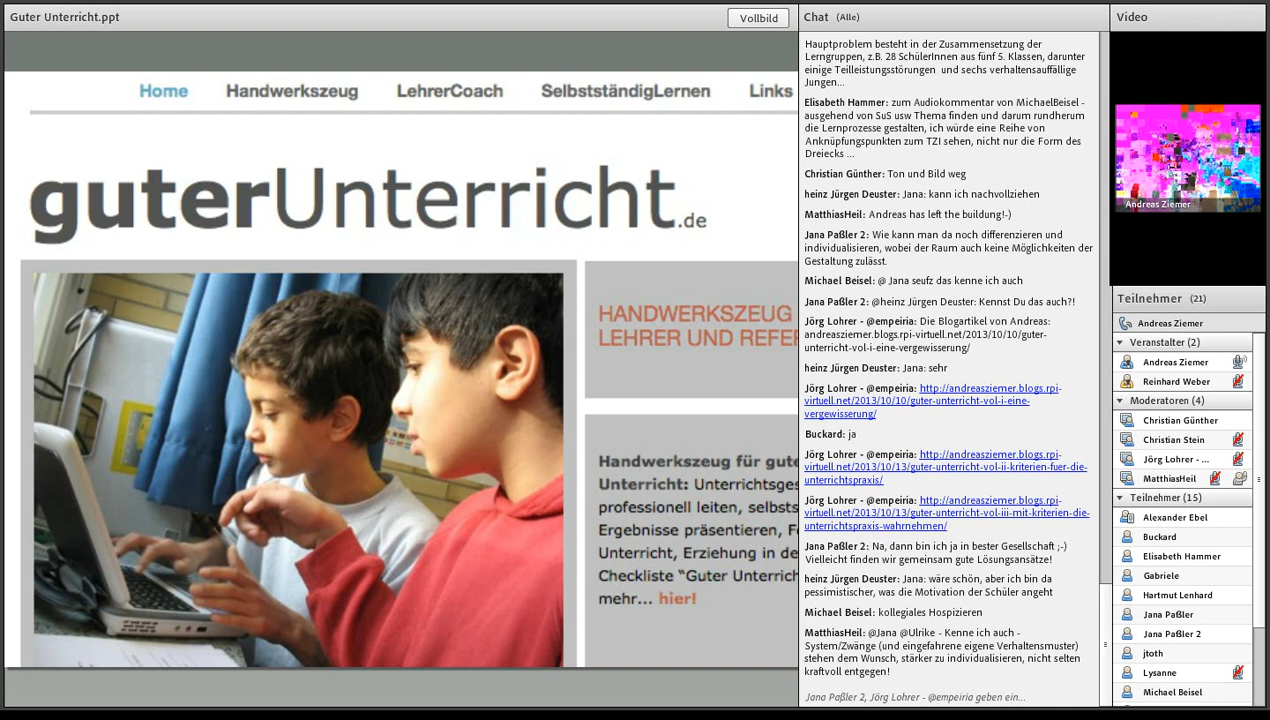 Guter Unterricht.ppt
Vollbild
Home Handwerkszeug LehrerCoach SelbstständigLernen Links
guterUnterricht.de
HANDWERKSZEUG
LEHRER UND REFER
Handwerkszeug für gute
Unterricht: Unterrichtsges
professionell leiten, selbsts
Ergebnisse präsentieren, Fe
Unterricht, Erziehung in de
Checkliste "Guter Unterrich
mehr... hier!
Chat (Alle)
Hauptproblem besteht in der Zusammensetzung der
Lerngruppen, z.B. 28 SchülerInnen aus fünf 5. Klassen, darunter
einige Teilleistungsstörungen und sechs verhaltensauffällige
Jungen...
Elisabeth Hammer: zum Audiokommentar von MichaelBeisel -
ausgehend von SuS usw Thema finden und darum rundherum
die Lernprozesse gestalten, ich würde eine Reihe von
Anknüpfungspunkten zum TZI sehen, nicht nur die Form des
Dreiecks ...
Christian Günther: Ton und Bild weg
heinz Jürgen Deuster: Jana: kann ich nachvollziehen
MatthiasHeil: Andreas has left the buildung!-)
Jana Paßler 2: Wie kann man da noch differenzieren und
individualisieren, wobei der Raum auch keine Möglichkeiten der
Gestaltung zulässt.
Michael Beisel: @ Jana seufz das kenne ich auch
Jana Paßler 2: @heinz Jürgen Deuster: Kennst Du das auch?!
Jörg Lohrer - @empeiria: Die Blogartikel von Andreas:
andreasziemer.blogs.rpi-virtuell.net/2013/10/10/guter-
unterricht-vol-i-eine-vergewisserung/
heinz Jürgen Deuster: Jana: sehr
Jörg Lohrer - @empeiria: http://andreasziemer.blogs.rpi-
virtuell.net/2013/10/10/guter-unterricht-vol-i-eine-
vergewisserung/
Buckard: ja
Jörg Lohrer - @empeiria: http://andreasziemer.blogs.rpi-
virtuell.net/2013/10/13/guter-unterricht-vol-ii-kriterien-fuer-die-
unterrichtspraxis/
Jörg Lohrer - @empeiria: http://andreasziemer.blogs.rpi-
virtuell.net/2013/10/13/guter-unterricht-vol-iii-mit-kriterien-die-
unterrichtspraxis-wahrnehmen/
Jana Paßler 2: Na, dann bin ich ja in bester Gesellschaft ;-)
Vielleicht finden wir gemeinsam gute Lösungsansätze!
heinz Jürgen Deuster: Jana: wäre schön, aber ich bin da
pessimistischer, was die Motivation der Schüler angeht
Michael Beisel: kollegiales Hospizieren
MatthiasHeil: @Jana @Ulrike - Kenne ich auch -
System/Zwänge (und eingefahrene eigene Verhaltensmuster)
stehen dem Wunsch, stärker zu individualisieren, nicht selten
kraftvoll entgegen!
Jana Paßler 2, Jörg Lohrer - @empeiria geben ein...
Video
Andreas Ziemer
Teilnehmer (21)
Andreas Ziemer
Veranstalter (2)
Andreas Ziemer
Reinhard Weber
Moderatoren (4)
Christian Günther
Christian Stein
Jörg Lohrer - ...
MatthiasHeil
Teilnehmer (15)
Alexander Ebel
Buckard
Elisabeth Hammer
Gabriele
Hartmut Lenhard
Jana Paßler
Jana Paßler 2
jtoth
Lysanne
Michael Beisel